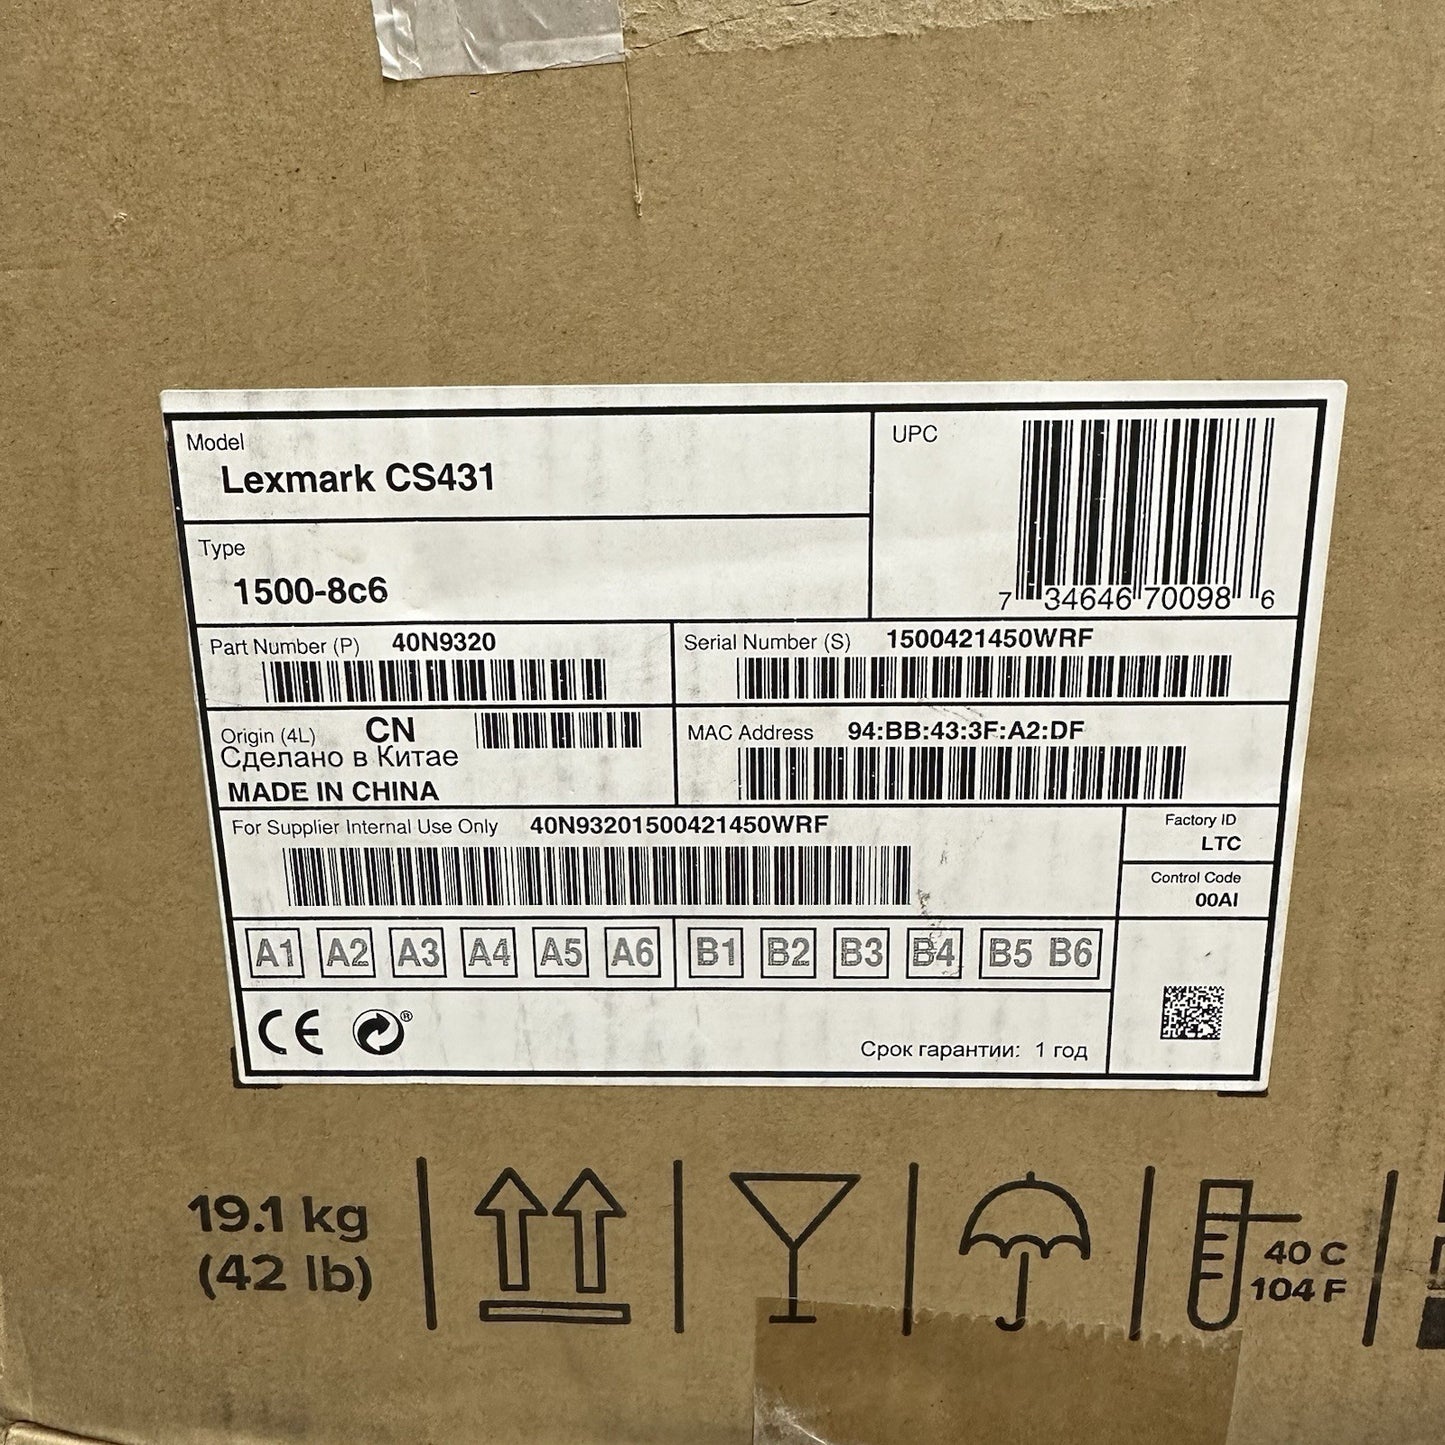 Model
Lexmark CS431
UPC
7 34646 70098 6
Type
1500-8c6
Part Number (P) 40N9320
Serial Number (S) 1500421450WRF
Origin (4L) CN
Сделано в Китае
MADE IN CHINA
MAC Address 94:BB:43:3F:A2:DF
For Supplier Internal Use Only 40N93201500421450WRF
Factory ID
LTC
Control Code
00AI
A1 A2 A3 A4 A5 A6 B1 B2 B3 B4 B5 B6
CE ®
Срок гарантии: 1 год
19.1 kg
(42 lb)
40 C
104 F